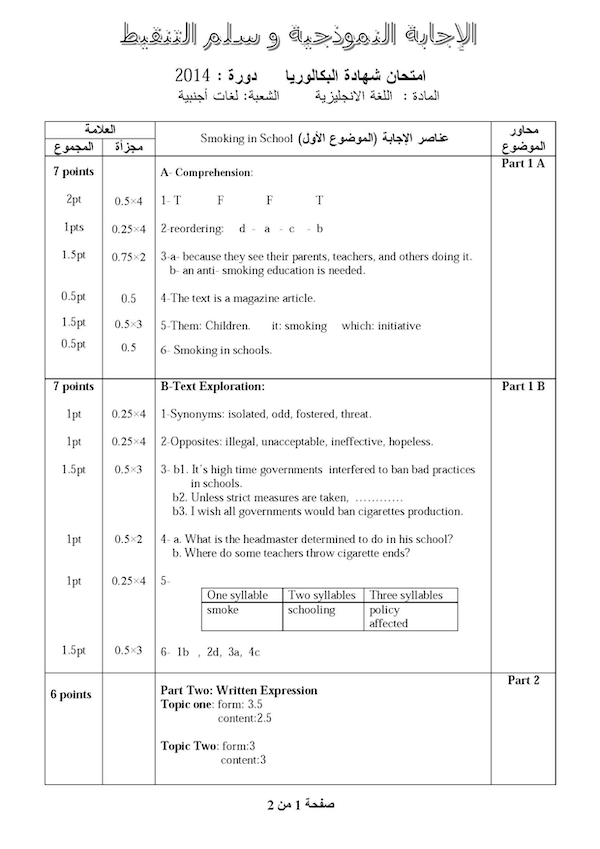 الإجابة النموذجية و سلم التنقيط
امتحان شهادة البكالوريا دورة : 2014
المادة : اللغة الانجليزية الشعبة: لغات أجنبية
العلامة
محاور الموضوع
عناصر الإجابة (الموضوع الأول) Smoking in School
مجزأة
المجموع
Part 1 A
7 points
A- Comprehension:
2pt 0.5×4 1- T F F T
1pts 0.25×4 2-reordering: d - a - c - b
1.5pt 0.75×2 3-a- because they see their parents, teachers, and others doing it.
b- an anti- smoking education is needed.
0.5pt 0.5 4-The text is a magazine article.
1.5pt 0.5×3 5-Them: Children. it: smoking which: initiative
0.5pt 0.5 6- Smoking in schools.
7 points B-Text Exploration: Part 1 B
1pt 0.25×4 1-Synonyms: isolated, odd, fostered, threat.
1pt 0.25×4 2-Opposites: illegal, unacceptable, ineffective, hopeless.
1.5pt 0.5×3 3- b1. It`s high time governments interfered to ban bad practices
in schools.
b2. Unless strict measures are taken, …………
b3. I wish all governments would ban cigarettes production.
1pt 0.5×2 4- a. What is the headmaster determined to do in his school?
b. Where do some teachers throw cigarette ends?
1pt 0.25×4 5-
One syllable Two syllables Three syllables
smoke schooling policy
affected
1.5pt 0.5×3 6- 1b , 2d, 3a, 4c
Part 2
6 points Part Two: Written Expression
Topic one: form: 3.5
content:2.5
Topic Two: form:3
content:3
صفحة 1 من 2